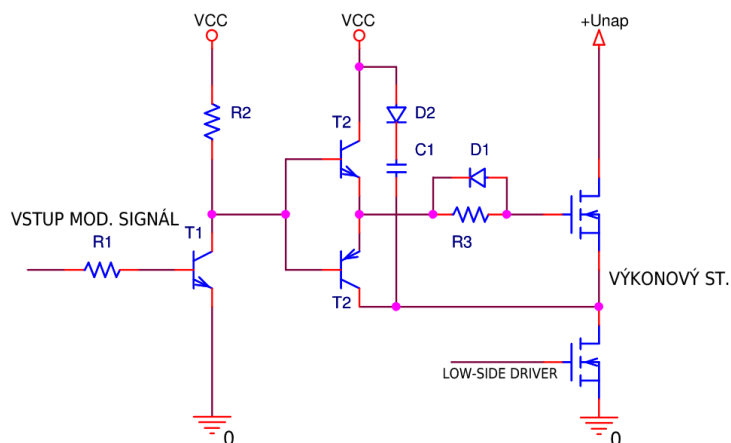 VCC
VCC
+Unap
R2
D2
T2
C1
D1
VSTUP MOD. SIGNÁL
T1
R1
R3
VÝKONOVÝ ST.
T2
LOW-SIDE DRIVER
0
0